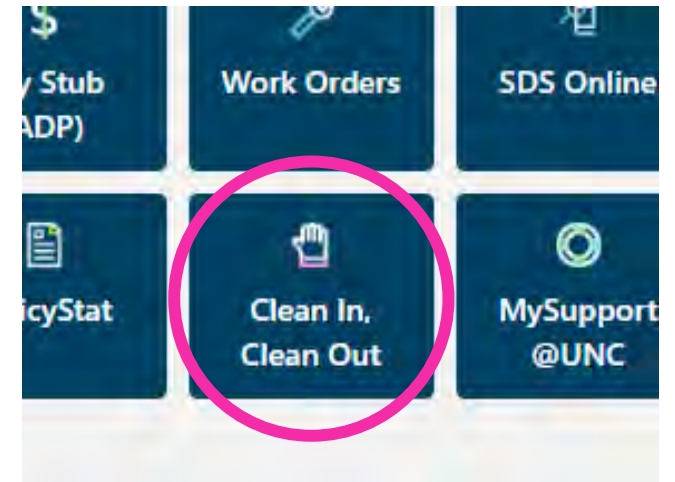 y Stub
ADP)
Work Orders
SDS Online
icyStat
Clean In,
Clean Out
MySupport
@UNC